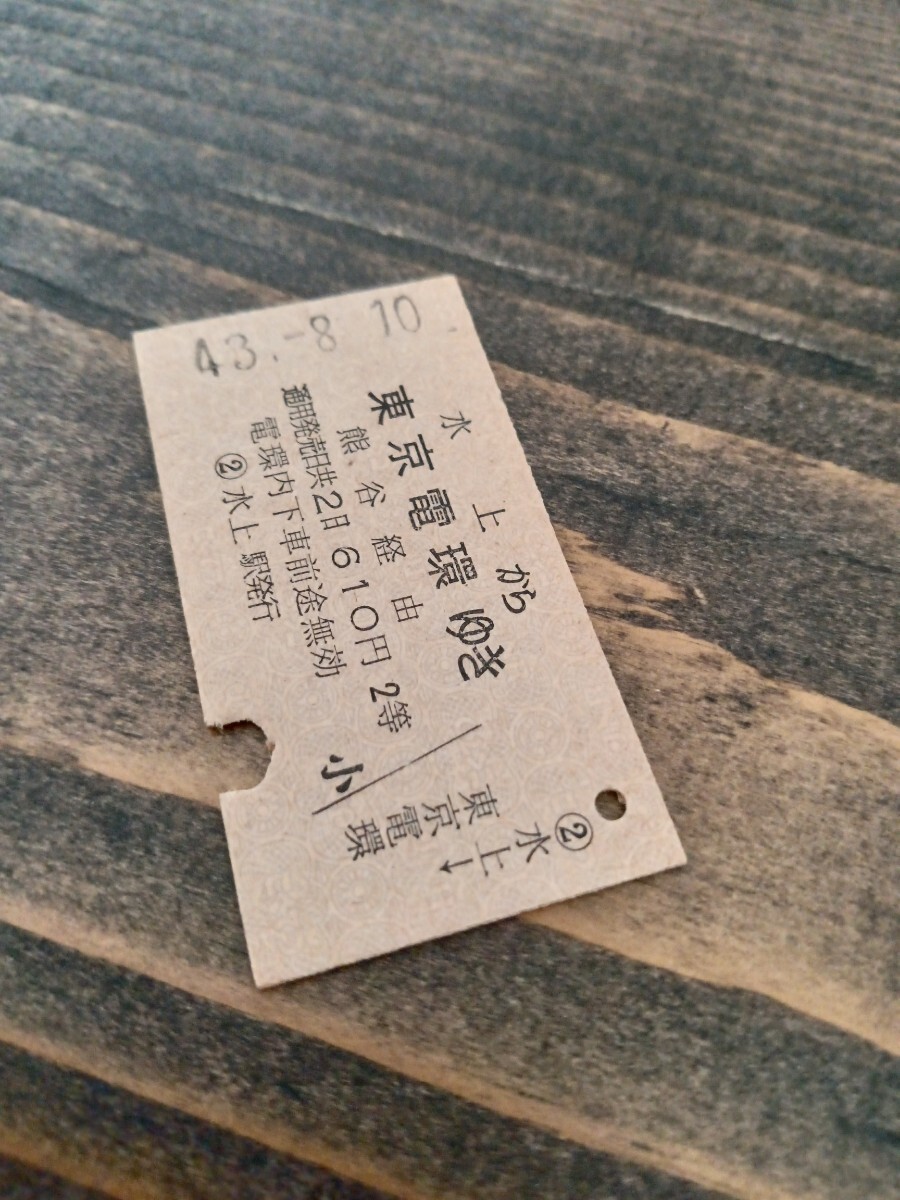 43.-8 10
水上から
東京電環ゆき
熊谷経由
通用発売日共2日 610円 2等
電環内下車前途無効
②水上駅発行
小
②
水上→
東京電環